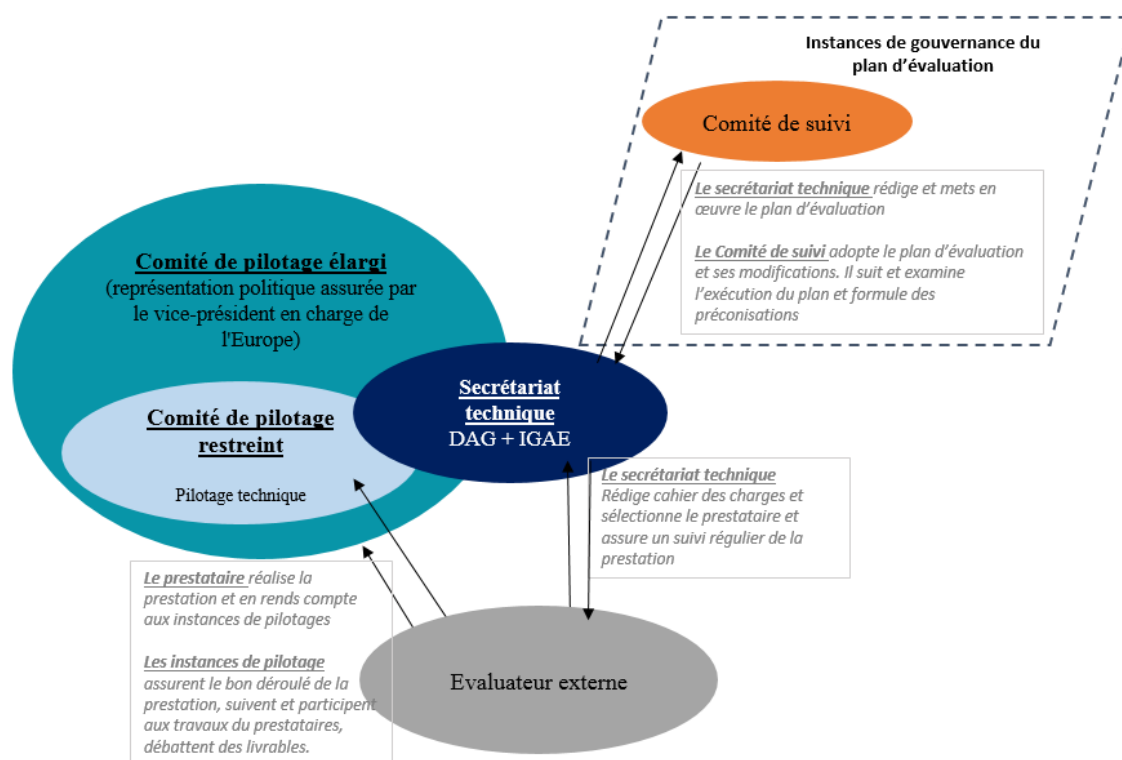 Instances de gouvernance du
plan d’évaluation
Comité de suivi
Le secrétariat technique rédige et mets en
œuvre le plan d’évaluation
Le Comité de suivi adopte le plan d’évaluation
et ses modifications. Il suit et examine
l’exécution du plan et formule des
préconisations
Comité de pilotage élargi
(représentation politique assurée par
le vice-président en charge de
l'Europe)
Comité de pilotage
restreint
Pilotage technique
Secrétariat
technique
DAG + IGAE
Le secrétariat technique
Rédige cahier des charges et
sélectionne le prestataire et
assure un suivi régulier de la
prestation
Le prestataire réalise la
prestation et en rends compte
aux instances de pilotages
Les instances de pilotage
assurent le bon déroulé de la
prestation, suivent et participent
aux travaux du prestataires,
débattent des livrables.
Evaluateur externe